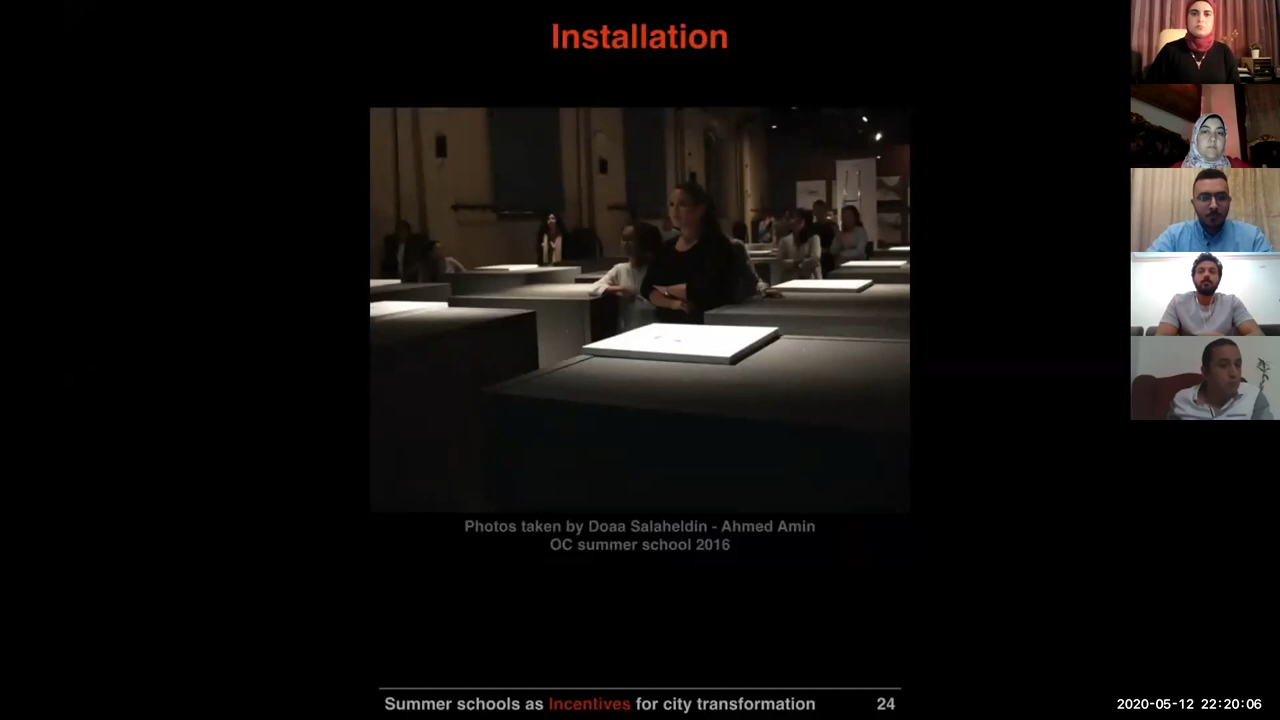 Installation
Photos taken by Doaa Salaheldin - Ahmed Amin
OC summer school 2016
Summer schools as Incentives for city transformation 24
2020-05-12 22:20:06